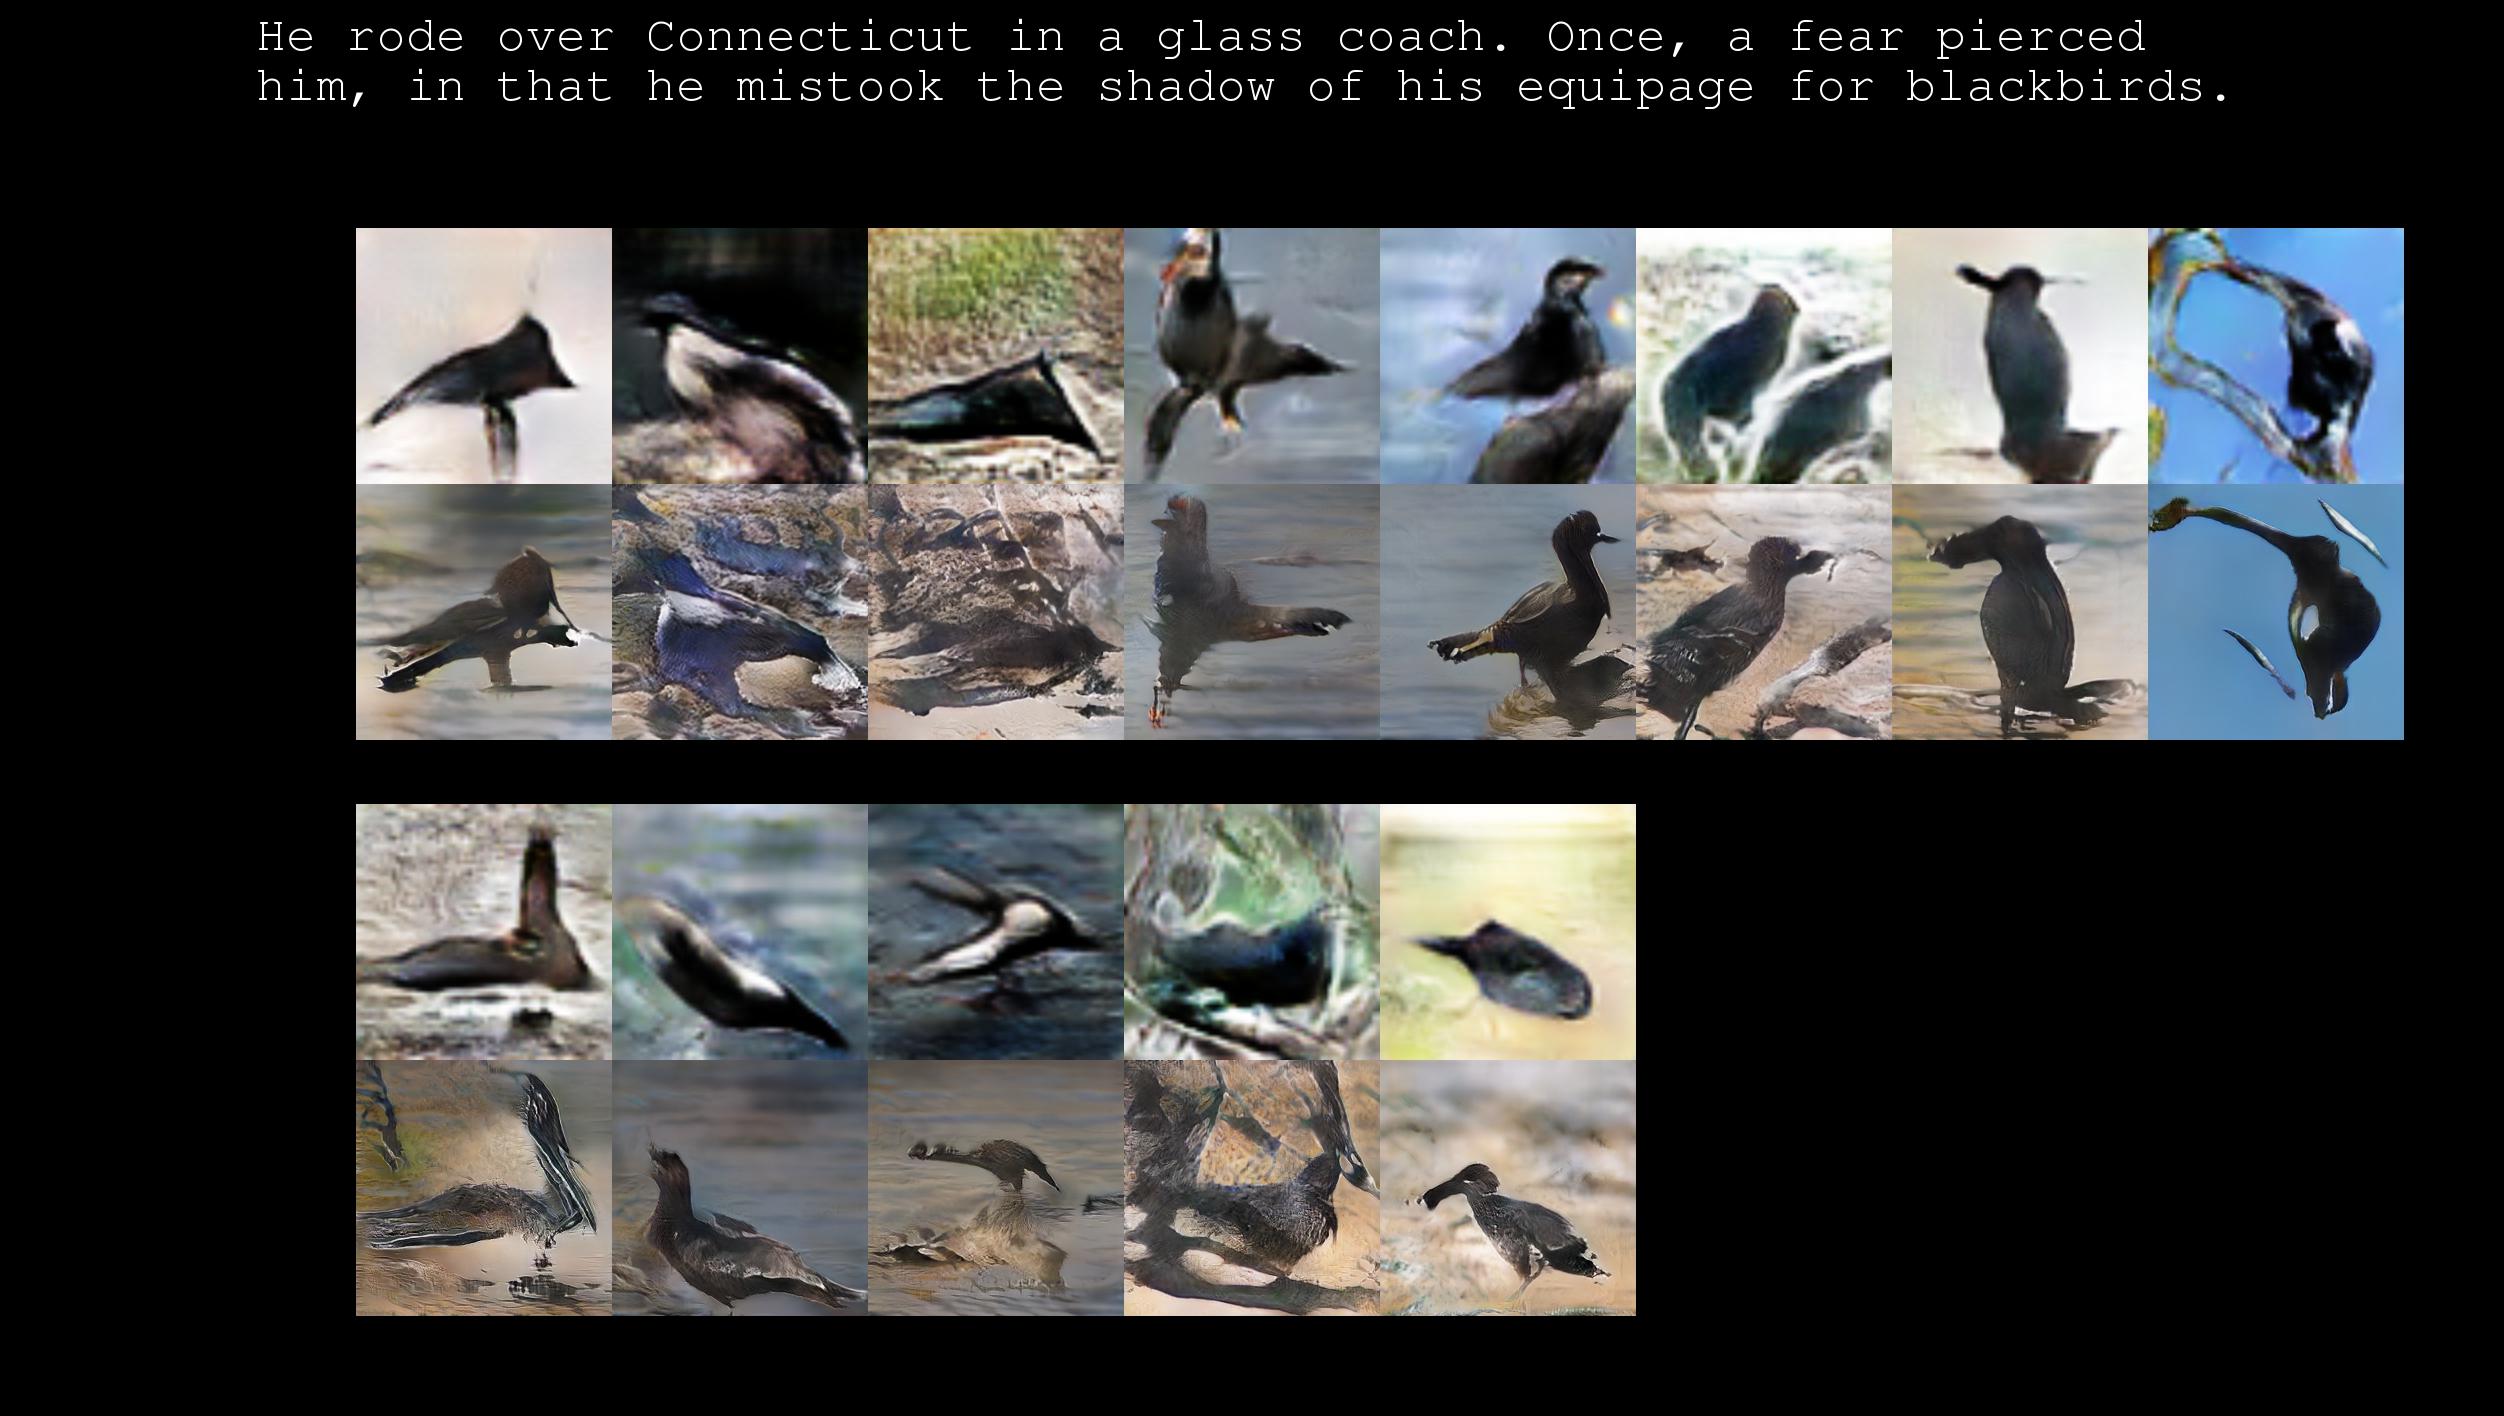 He rode over Connecticut in a glass coach. Once, a fear pierced
him, in that he mistook the shadow of his equipage for blackbirds.